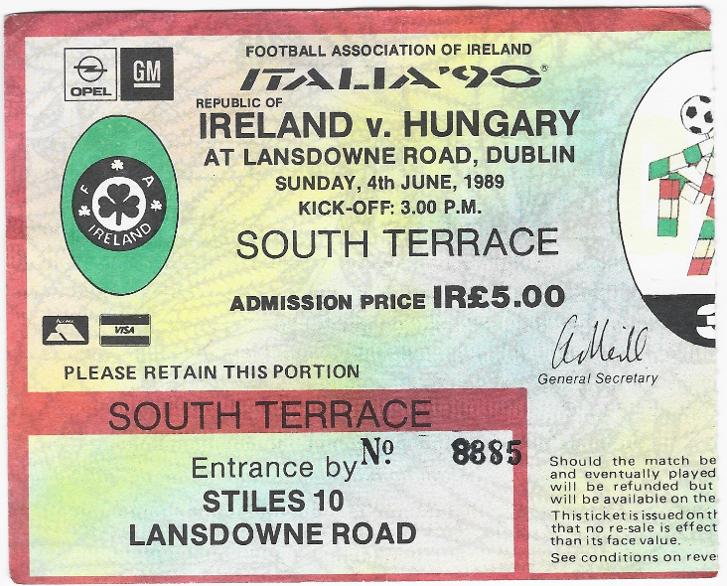 OPEL
GM
FOOTBALL ASSOCIATION OF IRELAND
ITALIA '90®
REPUBLIC OF
IRELAND v. HUNGARY
AT LANSDOWNE ROAD, DUBLIN
SUNDAY, 4th JUNE, 1989
KICK-OFF: 3.00 P.M.
SOUTH TERRACE
F A
IRELAND
ADMISSION PRICE IR£5.00
VISA
General Secretary
PLEASE RETAIN THIS PORTION
SOUTH TERRACE
Nº 8385
Entrance by
STILES 10
LANSDOWNE ROAD
Should the match be
and eventually played
will be refunded but
will be available on the
This ticket is issued on th
that no re-sale is effect
than its face value.
See conditions on reve